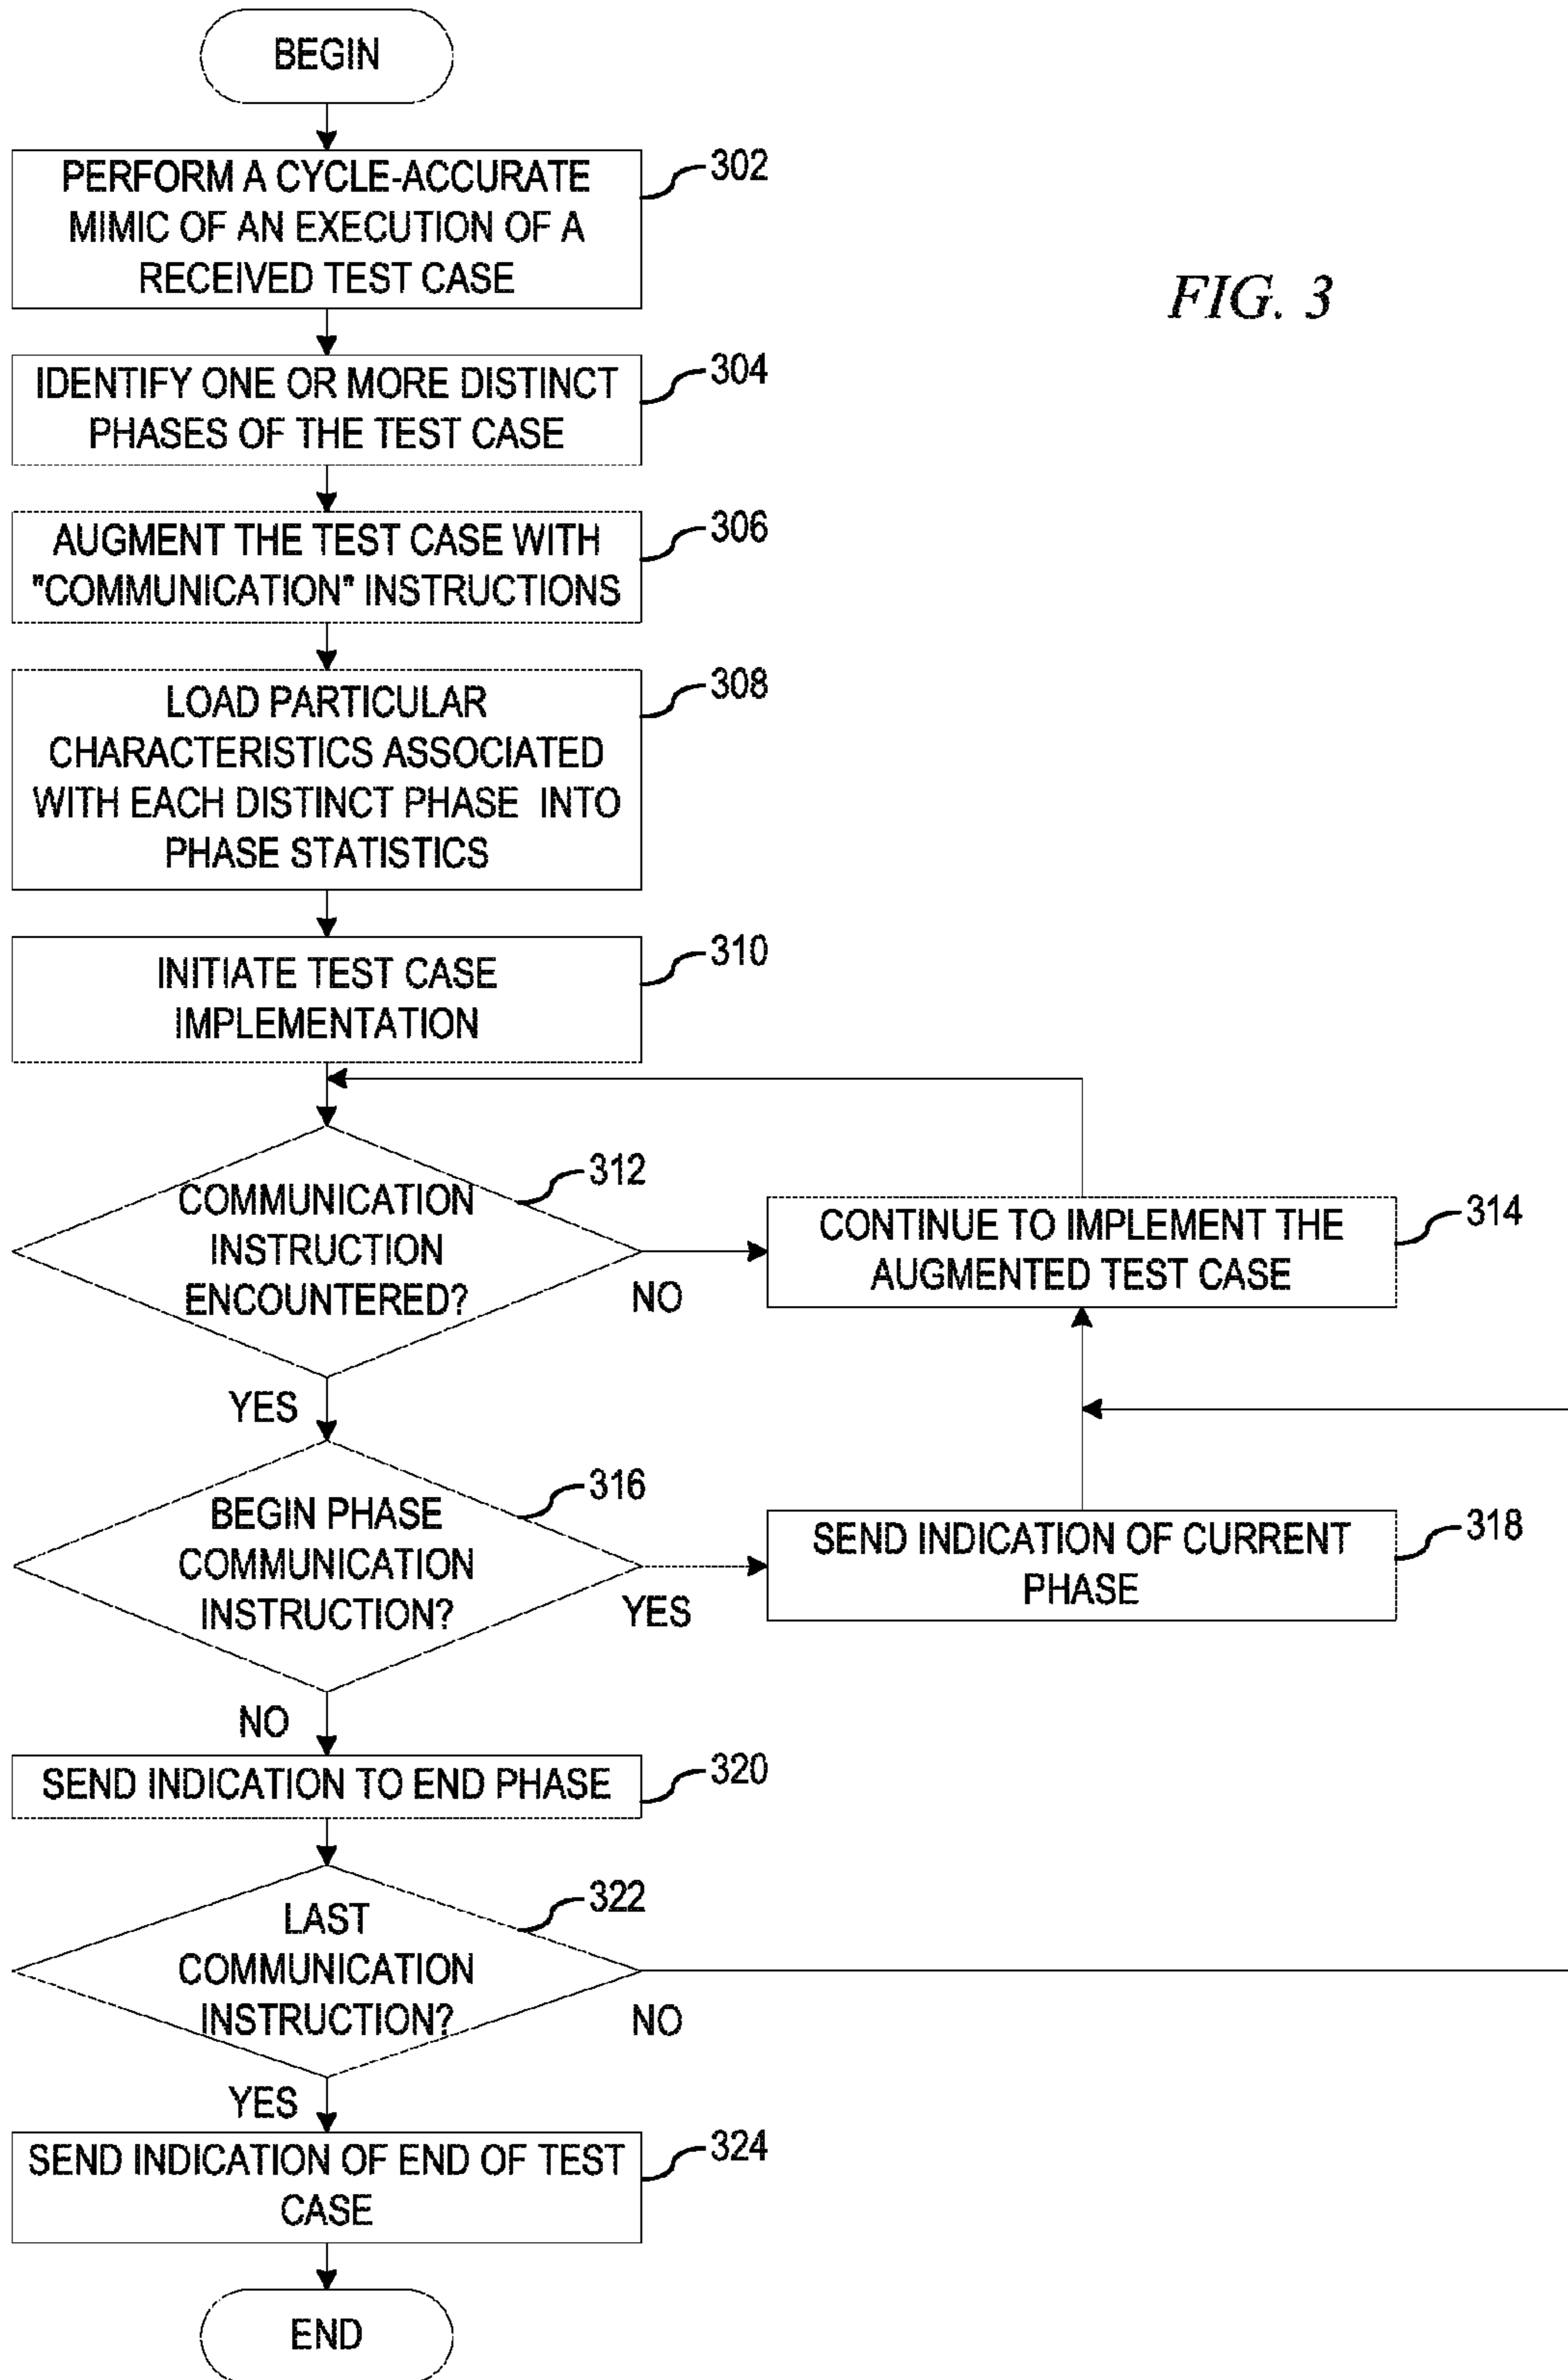 BEGIN
PERFORM A CYCLE-ACCURATE
MIMIC OF AN EXECUTION OF A
RECEIVED TEST CASE
302
FIG. 3
IDENTIFY ONE OR MORE DISTINCT
PHASES OF THE TEST CASE
304
AUGMENT THE TEST CASE WITH
"COMMUNICATION" INSTRUCTIONS
306
LOAD PARTICULAR
CHARACTERISTICS ASSOCIATED
WITH EACH DISTINCT PHASE INTO
PHASE STATISTICS
308
INITIATE TEST CASE
IMPLEMENTATION
310
COMMUNICATION
INSTRUCTION
ENCOUNTERED?
312
NO
CONTINUE TO IMPLEMENT THE
AUGMENTED TEST CASE
314
YES
BEGIN PHASE
COMMUNICATION
INSTRUCTION?
316
YES
SEND INDICATION OF CURRENT
PHASE
318
NO
SEND INDICATION TO END PHASE
320
LAST
COMMUNICATION
INSTRUCTION?
322
NO
YES
SEND INDICATION OF END OF TEST
CASE
324
END